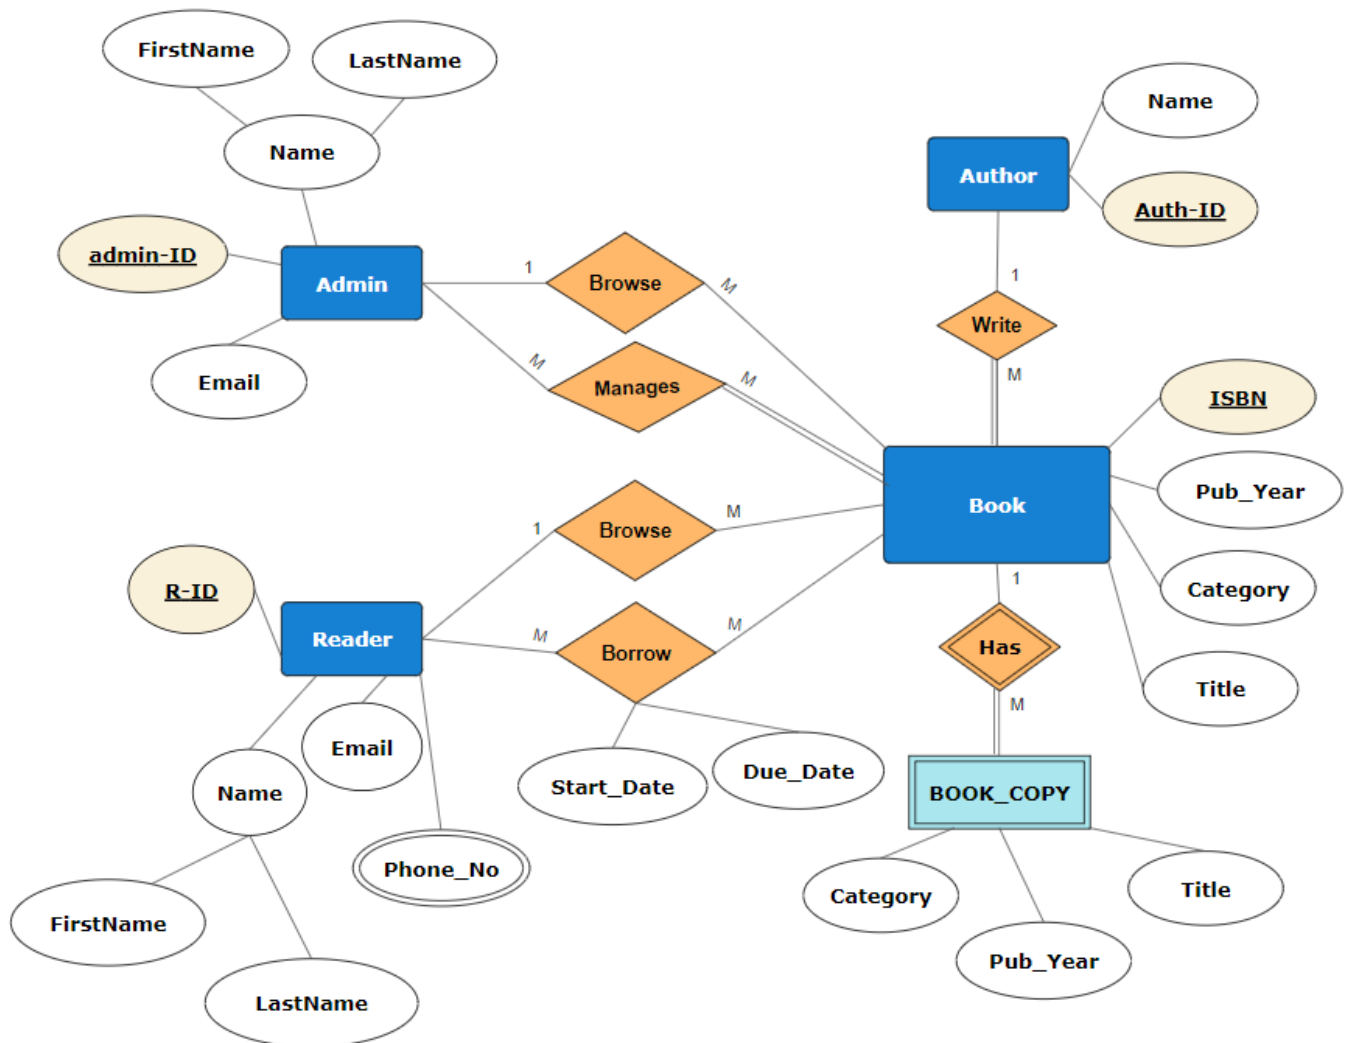 FirstName
LastName
Name
Name
Author
Auth-ID
admin-ID
Admin
1
Browse
M
Email
M
Manages
M
1
Write
M
ISBN
Book
Pub_Year
Category
Title
R-ID
Reader
1
Browse
M
M
Borrow
M
1
Has
M
Name
Email
Phone_No
Start_Date
Due_Date
BOOK_COPY
FirstName
LastName
Category
Pub_Year
Title